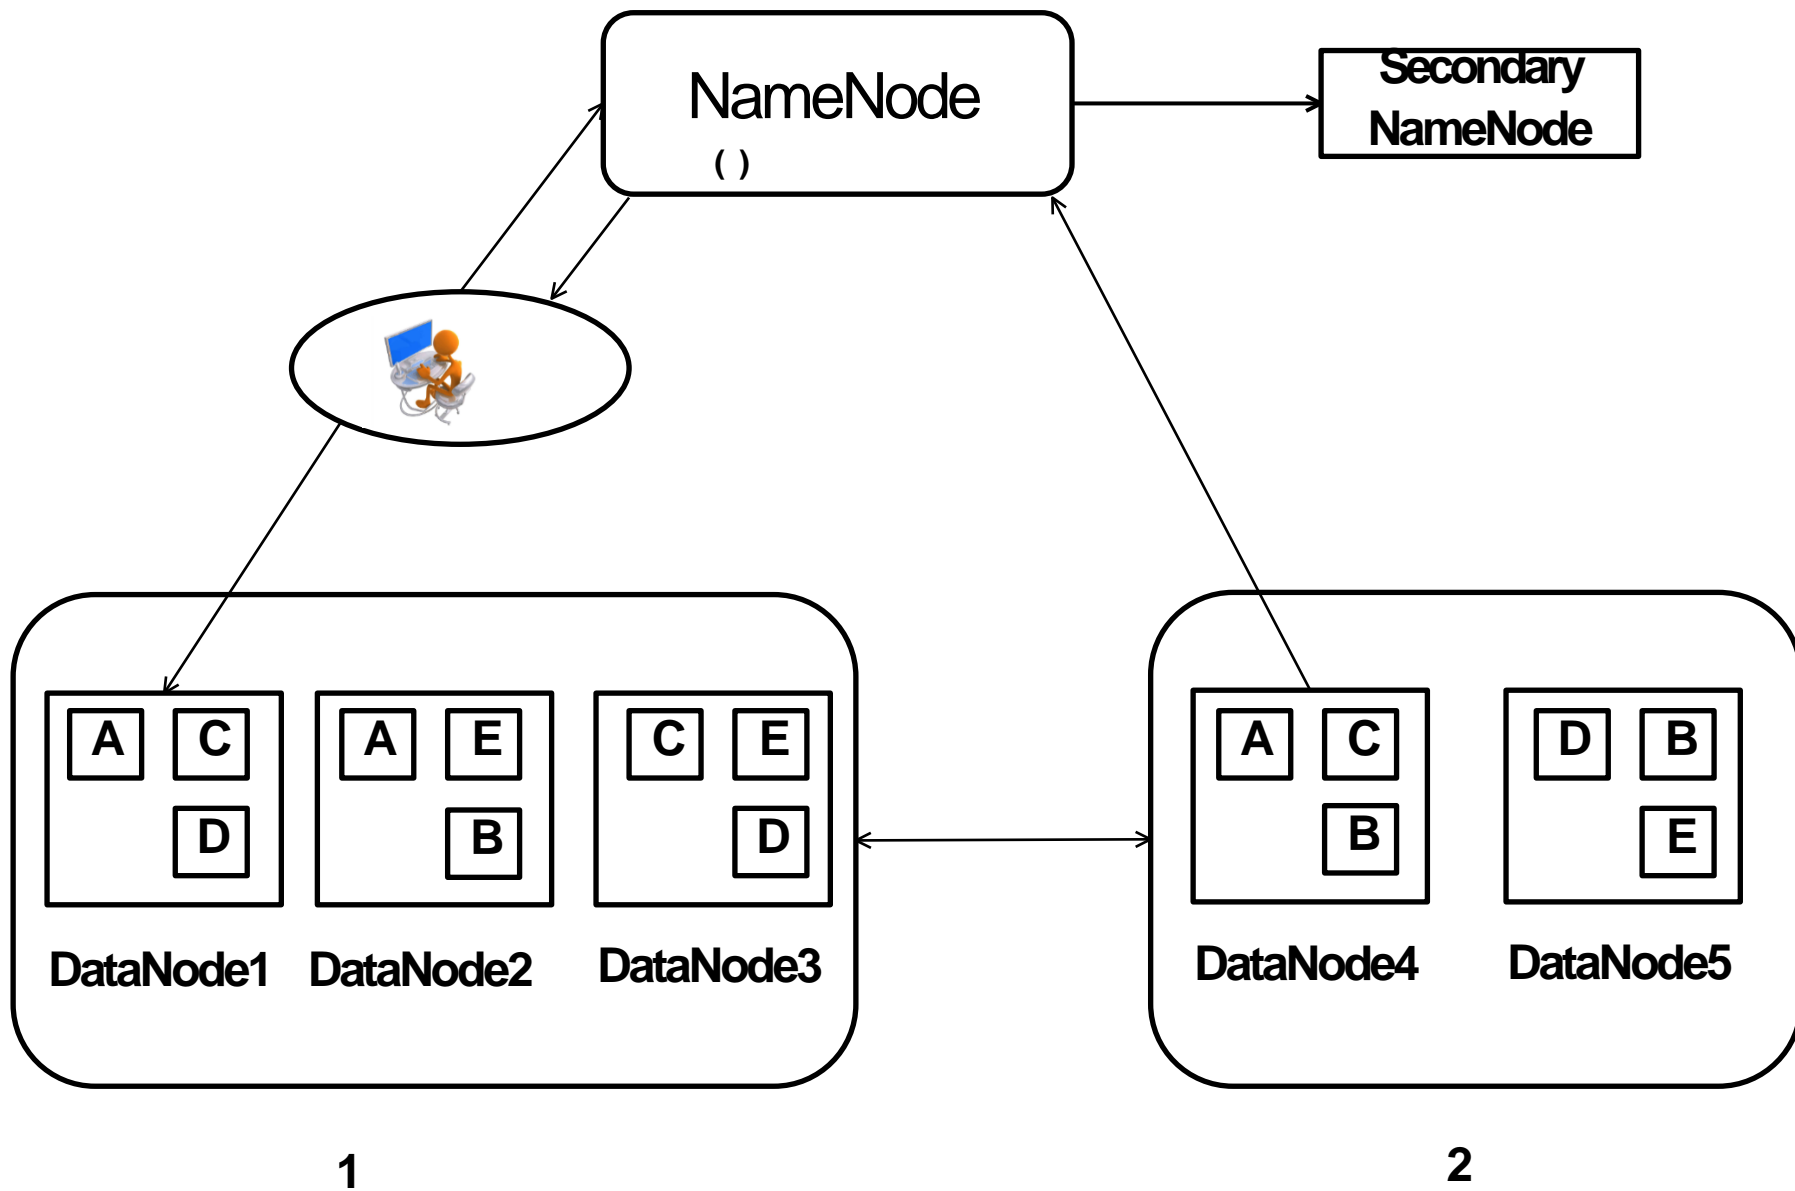 NameNode
( )
Secondary
NameNode
A C
D
A E
B
C E
D
A C
B
D B
E
DataNode1 DataNode2 DataNode3 DataNode4 DataNode5
1 2